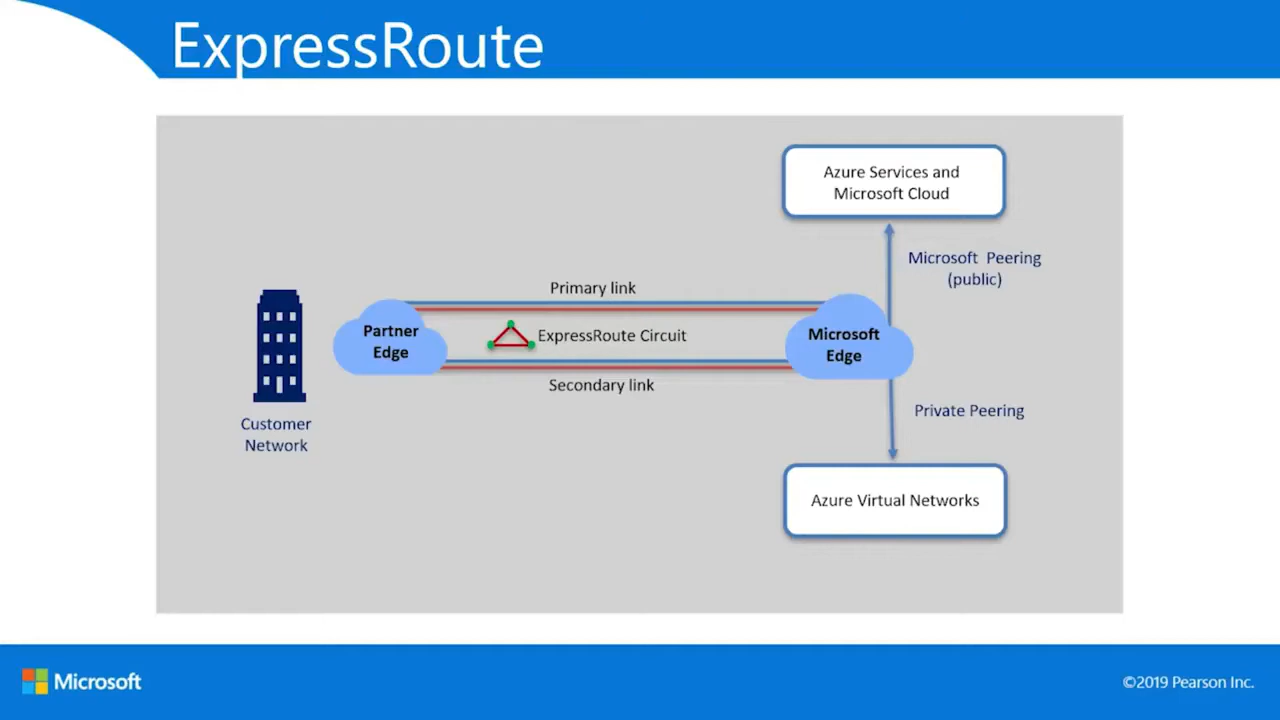 ExpressRoute
Azure Services and
Microsoft Cloud
Microsoft Peering
(public)
Primary link
Partner
Edge
ExpressRoute Circuit
Microsoft
Edge
Secondary link
Customer
Network
Private Peering
Azure Virtual Networks
Microsoft
©2019 Pearson Inc.